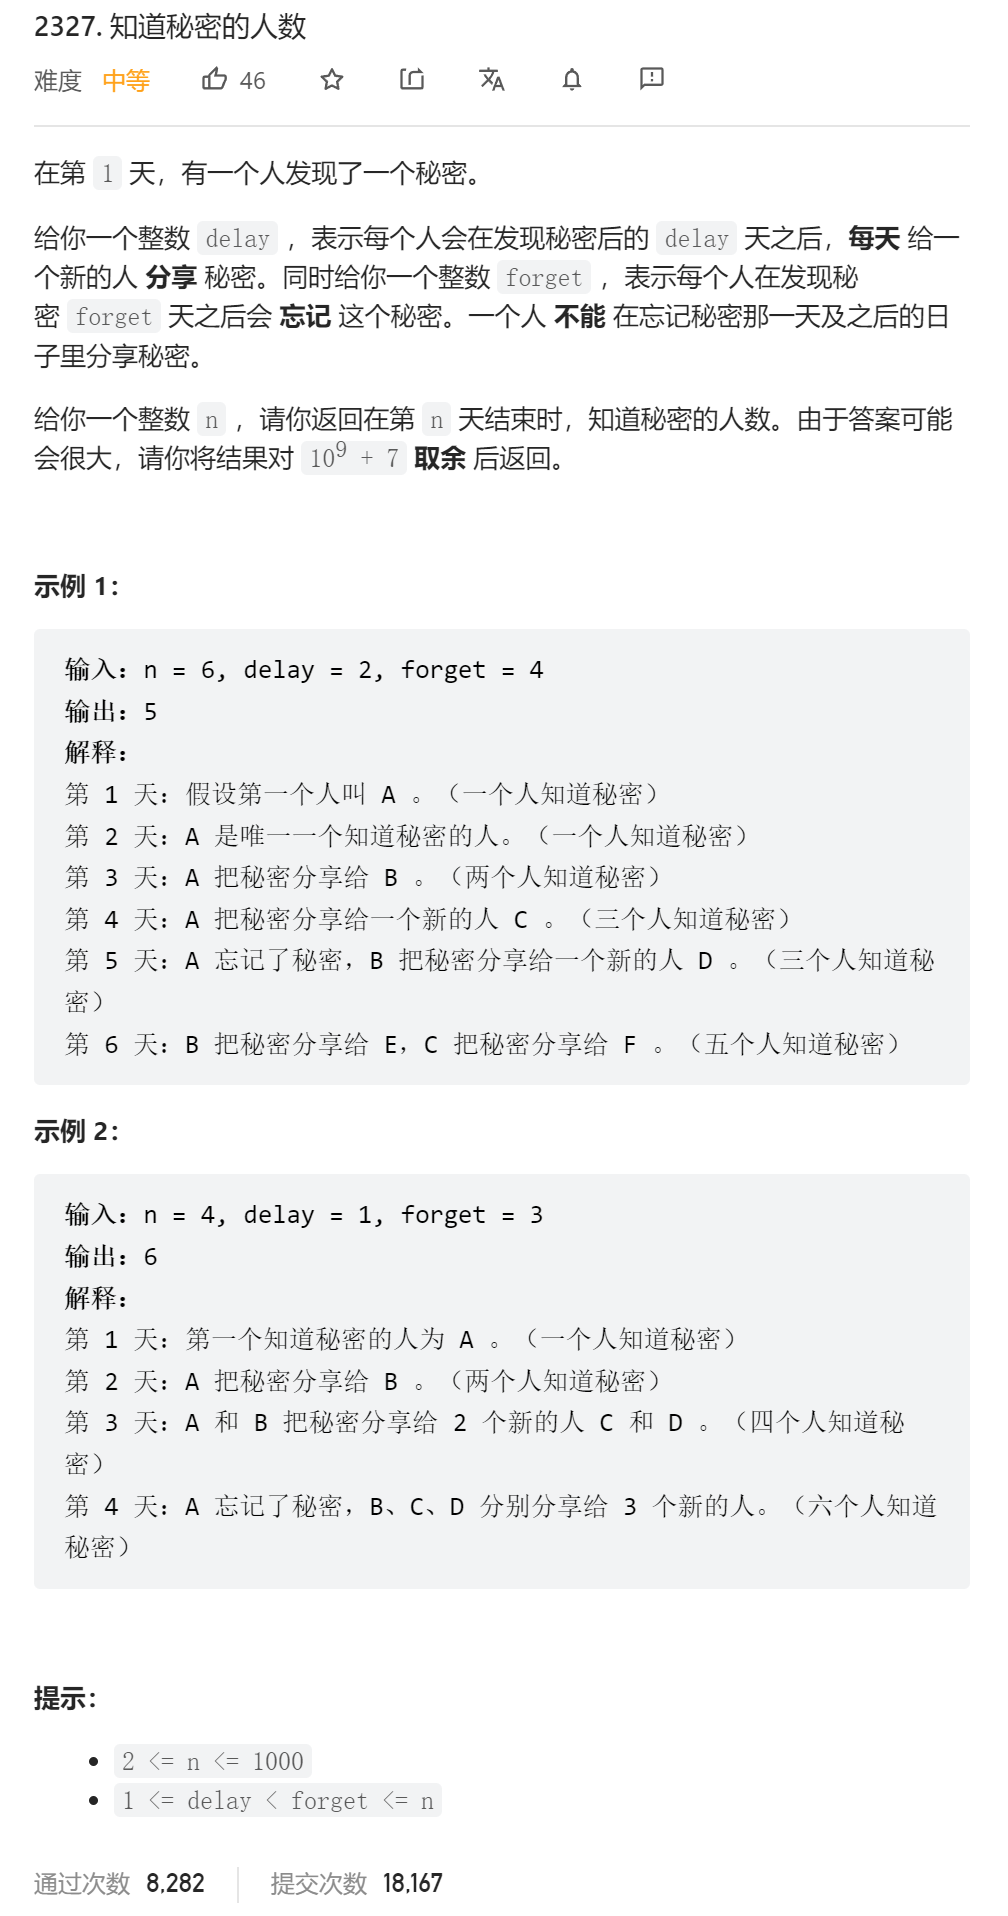 2327. 知道秘密的人数
难度 中等 46
在第 1 天，有一个人发现了一个秘密。
给你一个整数 delay ，表示每个人会在发现秘密后的 delay 天之后，每天 给一
个新的人 分享 秘密。同时给你一个整数 forget ，表示每个人在发现秘
密 forget 天之后会 忘记 这个秘密。一个人 不能 在忘记秘密那一天及之后的日
子里分享秘密。
给你一个整数 n ，请你返回在第 n 天结束时，知道秘密的人数。由于答案可能
会很大，请你将结果对 10⁹ + 7 取余 后返回。
示例 1：
输入：n = 6, delay = 2, forget = 4
输出：5
解释：
第 1 天：假设第一个人叫 A 。（一个人知道秘密）
第 2 天：A 是唯一一个知道秘密的人。（一个人知道秘密）
第 3 天：A 把秘密分享给 B 。（两个人知道秘密）
第 4 天：A 把秘密分享给一个新的人 C 。（三个人知道秘密）
第 5 天：A 忘记了秘密，B 把秘密分享给一个新的人 D 。（三个人知道秘
密）
第 6 天：B 把秘密分享给 E，C 把秘密分享给 F 。（五个人知道秘密）
示例 2：
输入：n = 4, delay = 1, forget = 3
输出：6
解释：
第 1 天：第一个知道秘密的人为 A 。（一个人知道秘密）
第 2 天：A 把秘密分享给 B 。（两个人知道秘密）
第 3 天：A 和 B 把秘密分享给 2 个新的人 C 和 D 。（四个人知道秘
密）
第 4 天：A 忘记了秘密，B、C、D 分别分享给 3 个新的人。（六个人知道
秘密）
提示：
• 2 <= n <= 1000
• 1 <= delay < forget <= n
通过次数 8,282 提交次数 18,167